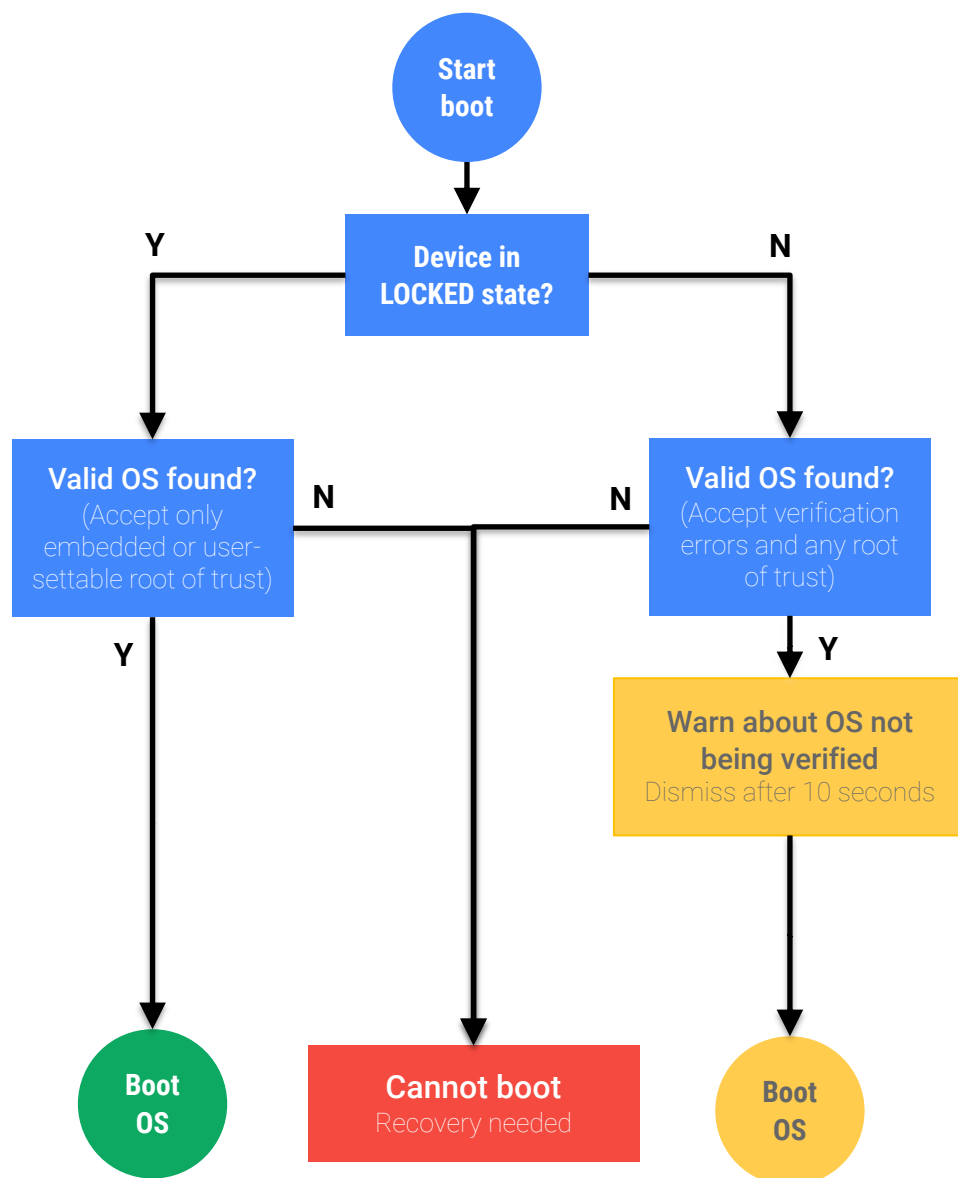 Start
boot
Y
N
Device in
LOCKED state?
Valid OS found?
(Accept only
embedded or user-
settable root of trust)
N
N
Valid OS found?
(Accept verification
errors and any root
of trust)
Y
Y
Warn about OS not
being verified
Dismiss after 10 seconds
Boot
OS
Cannot boot
Recovery needed
Boot
OS